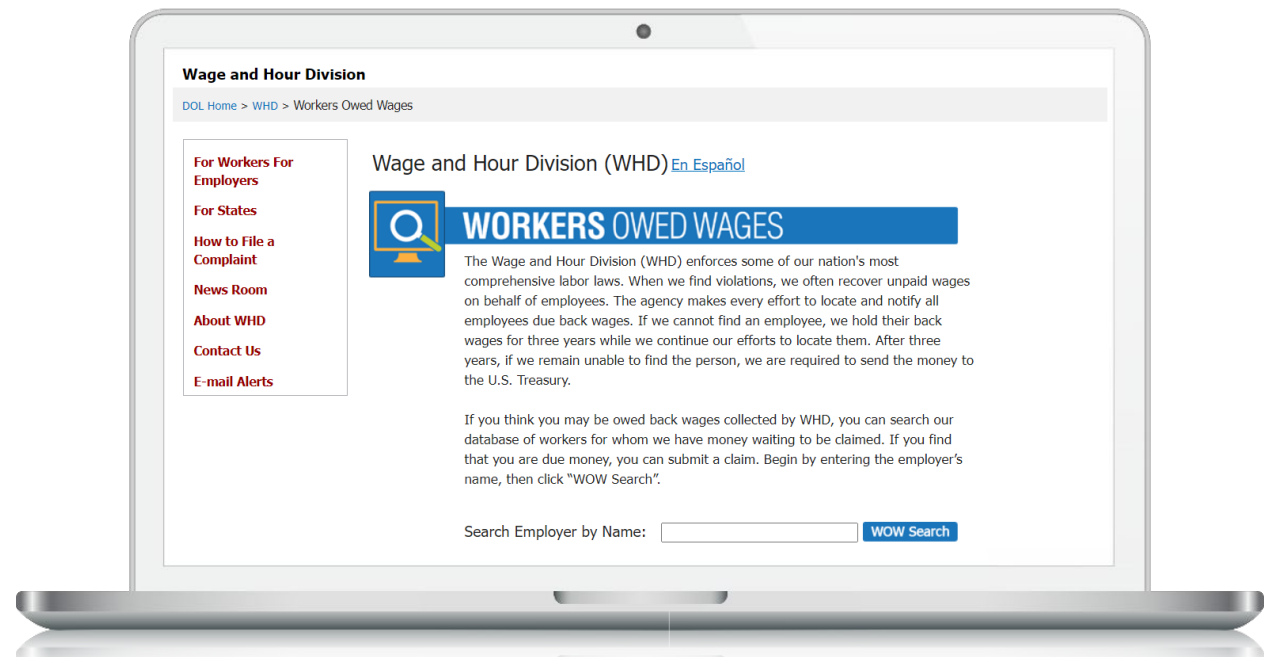 Wage and Hour Division
DOL Home > WHD > Workers Owed Wages
For Workers For
Employers
For States
How to File a
Complaint
News Room
About WHD
Contact Us
E-mail Alerts
Wage and Hour Division (WHD) En Español
WORKERS OWED WAGES
The Wage and Hour Division (WHD) enforces some of our nation's most
comprehensive labor laws. When we find violations, we often recover unpaid wages
on behalf of employees. The agency makes every effort to locate and notify all
employees due back wages. If we cannot find an employee, we hold their back
wages for three years while we continue our efforts to locate them. After three
years, if we remain unable to find the person, we are required to send the money to
the U.S. Treasury.
If you think you may be owed back wages collected by WHD, you can search our
database of workers for whom we have money waiting to be claimed. If you find
that you are due money, you can submit a claim. Begin by entering the employer’s
name, then click “WOW Search”.
Search Employer by Name:
WOW Search